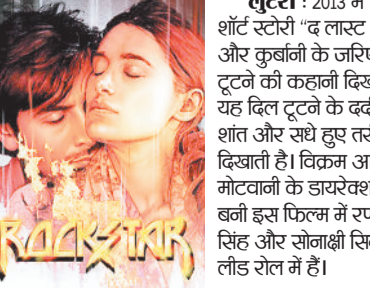 ROCKSTAR
लुटेरा : 2013 में
शॉर्ट स्टोरी “द लास्ट
और कुर्बानी के जरिए
टूटने की कहानी दिख
यह दिल टूटने के दर्द
शांत और सधे हुए तरी
दिखाती है। विक्रम आ
मोटवानी के डायरेक्श
बनी इस फिल्म में रण
सिंह और सोनाक्षी सि
लीड रोल में हैं।